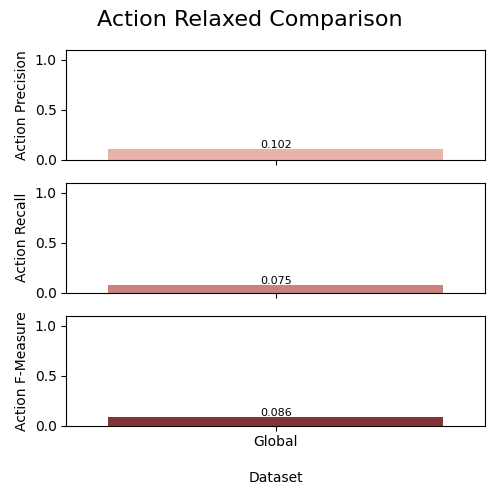 Action Relaxed Comparison
Action Precision
1.0
0.5
0.0
0.102
Action Recall
1.0
0.5
0.0
0.075
Action F-Measure
1.0
0.5
0.0
0.086
Global
Dataset